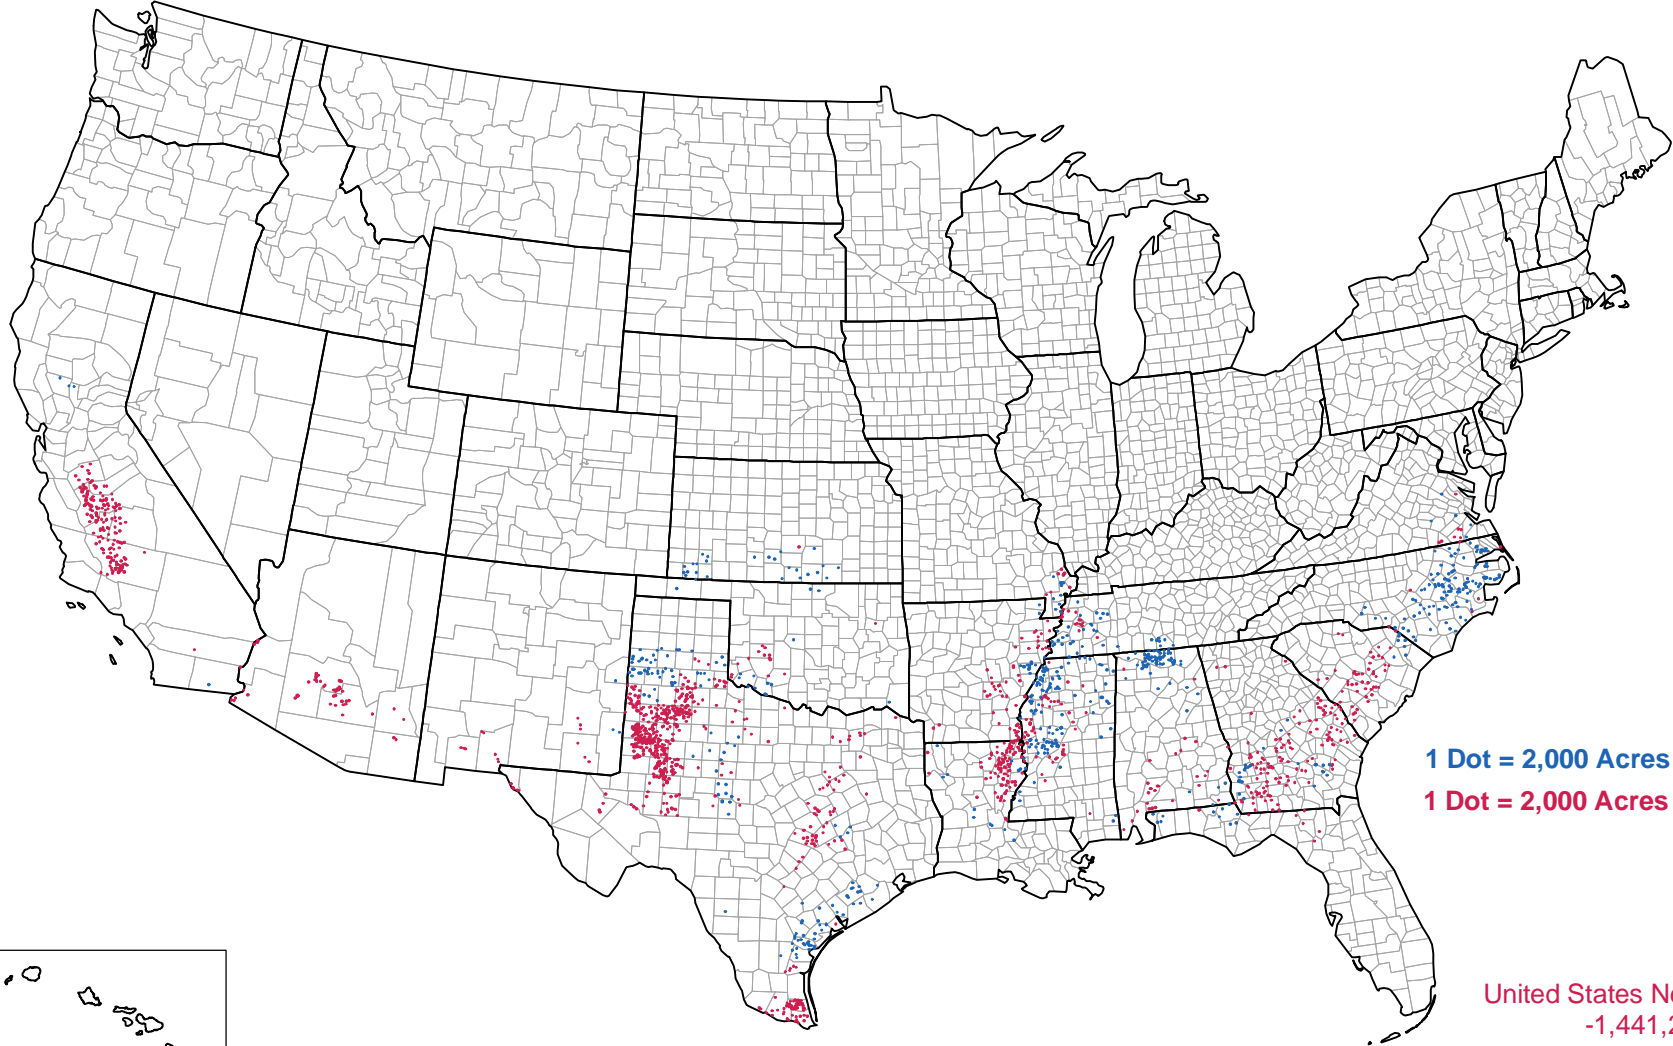 1 Dot = 2,000 Acres
1 Dot = 2,000 Acres
United States
-1,441,